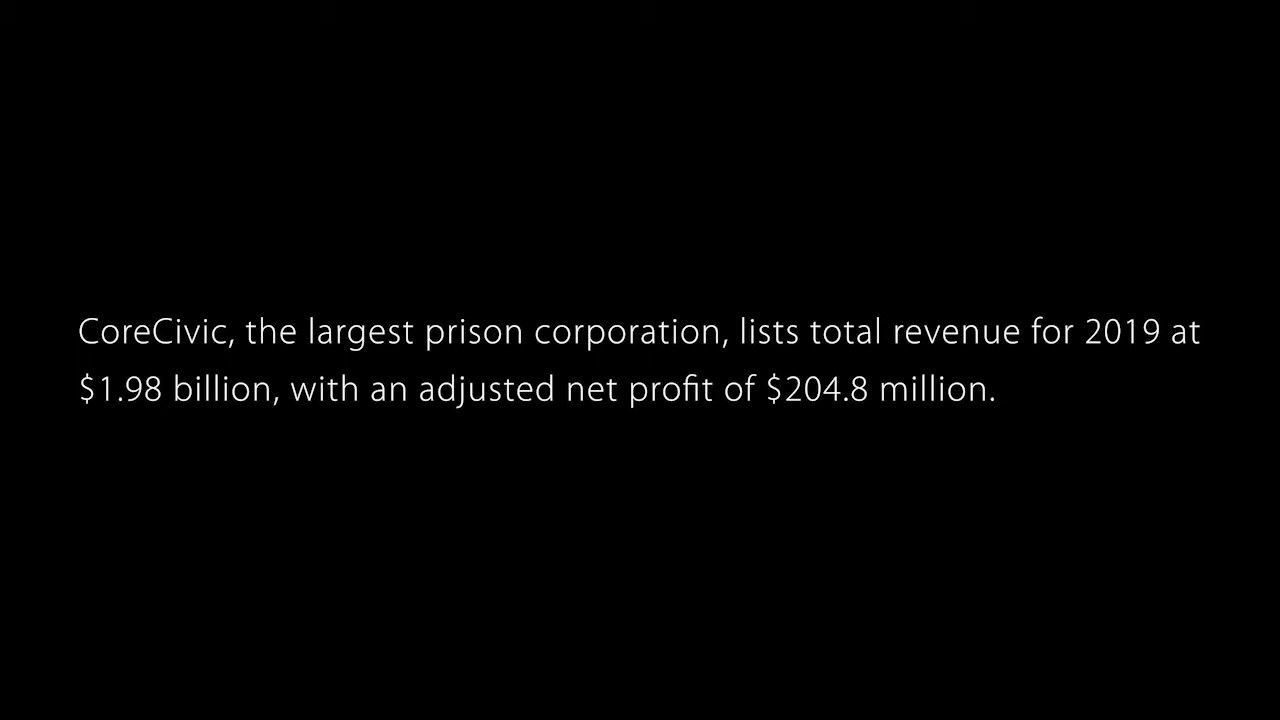 CoreCivic, the largest prison corporation, lists total revenue for 2019 at
$1.98 billion, with an adjusted net profit of $204.8 million.